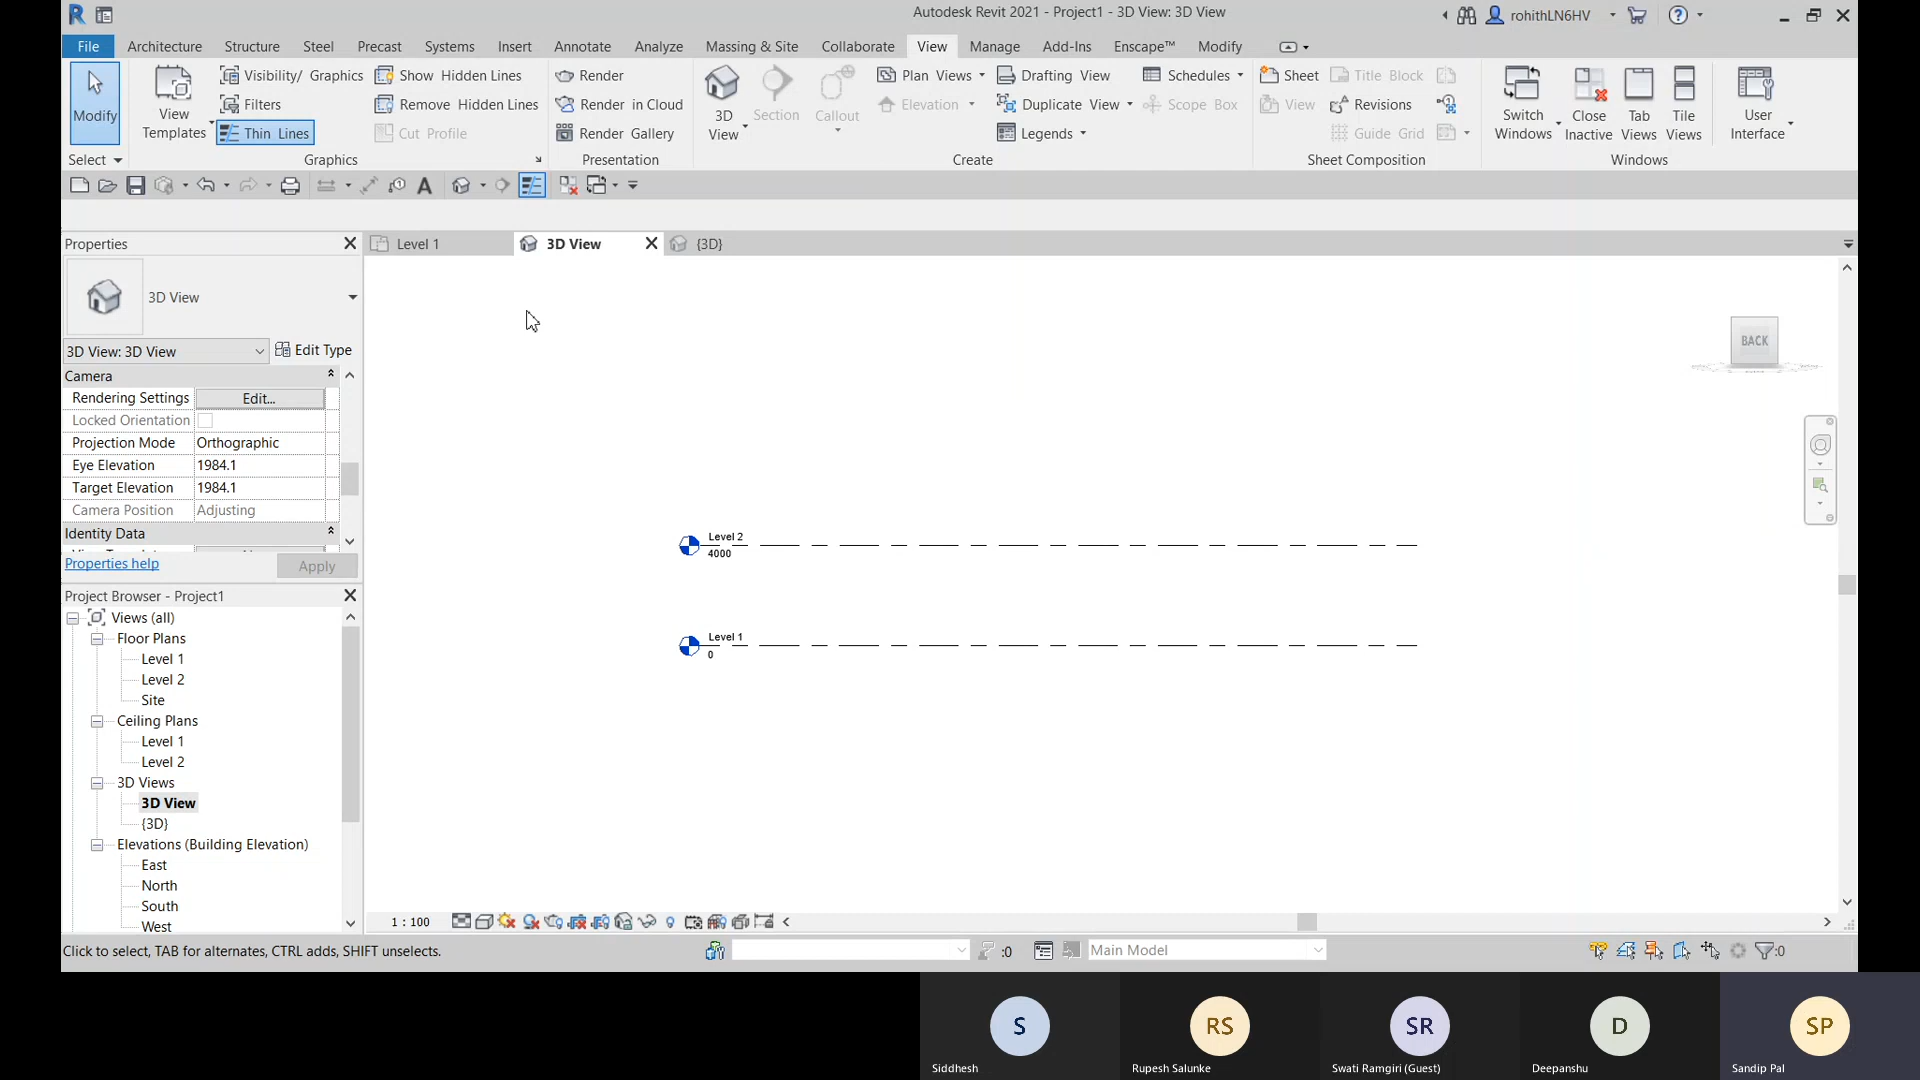 Autodesk Revit 2021 - Project1 - 3D View: 3D View
rohithLN6HV
File Architecture Structure Steel Precast Systems Insert Annotate Analyze Massing & Site Collaborate View Manage Add-Ins Enscape™ Modify
Modify
Select
View
Templates
Visibility/ Graphics
Filters
Thin Lines
Show Hidden Lines
Remove Hidden Lines
Cut Profile
Graphics
Render
Render in Cloud
Render Gallery
Presentation
3D
View
Section
Callout
Plan Views
Elevation
Drafting View
Duplicate View
Legends
Schedules
Scope Box
Create
Sheet
View
Title Block
Revisions
Guide Grid
Sheet Composition
Switch
Windows
Close
Inactive
Tab
Views
Tile
Views
User
Interface
Windows
Properties
Level 1
3D View
{3D}
3D View
3D View: 3D View
Edit Type
Camera
Rendering Settings Edit...
Locked Orientation
Projection Mode Orthographic
Eye Elevation 1984.1
Target Elevation 1984.1
Camera Position Adjusting
Identity Data
Properties help
Apply
Project Browser - Project1
Views (all)
Floor Plans
Level 1
Level 2
Site
Ceiling Plans
Level 1
Level 2
3D Views
3D View
{3D}
Elevations (Building Elevation)
East
North
South
West
BACK
Level 2
4000
Level 1
0
1 : 100
Click to select, TAB for alternates, CTRL adds, SHIFT unselects.
:0
Main Model
:0
S
RS
SR
D
SP
Siddhesh
Rupesh Salunke
Swati Ramgiri (Guest)
Deepanshu
Sandip Pal